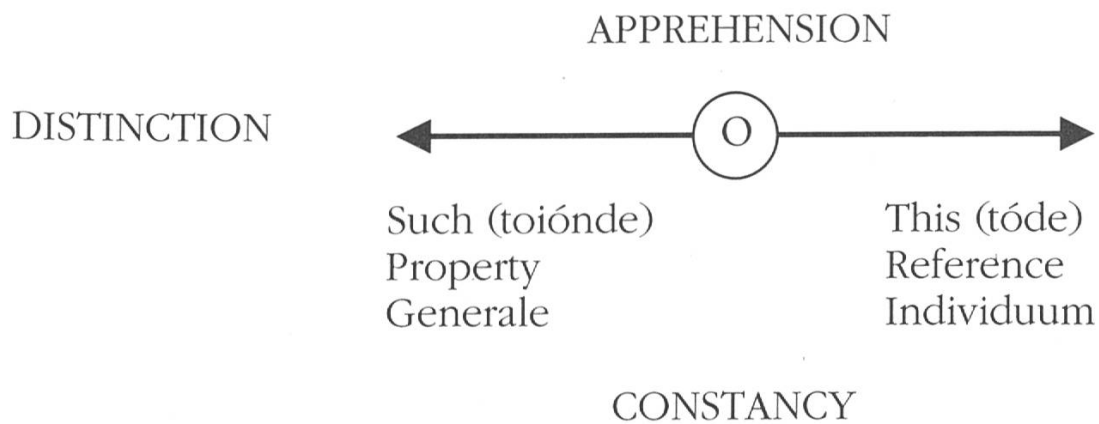 APPREHENSION
DISTINCTION
O
Such (toiónde)
Property
Generale
This (tóde)
Reference
Individuum
CONSTANCY